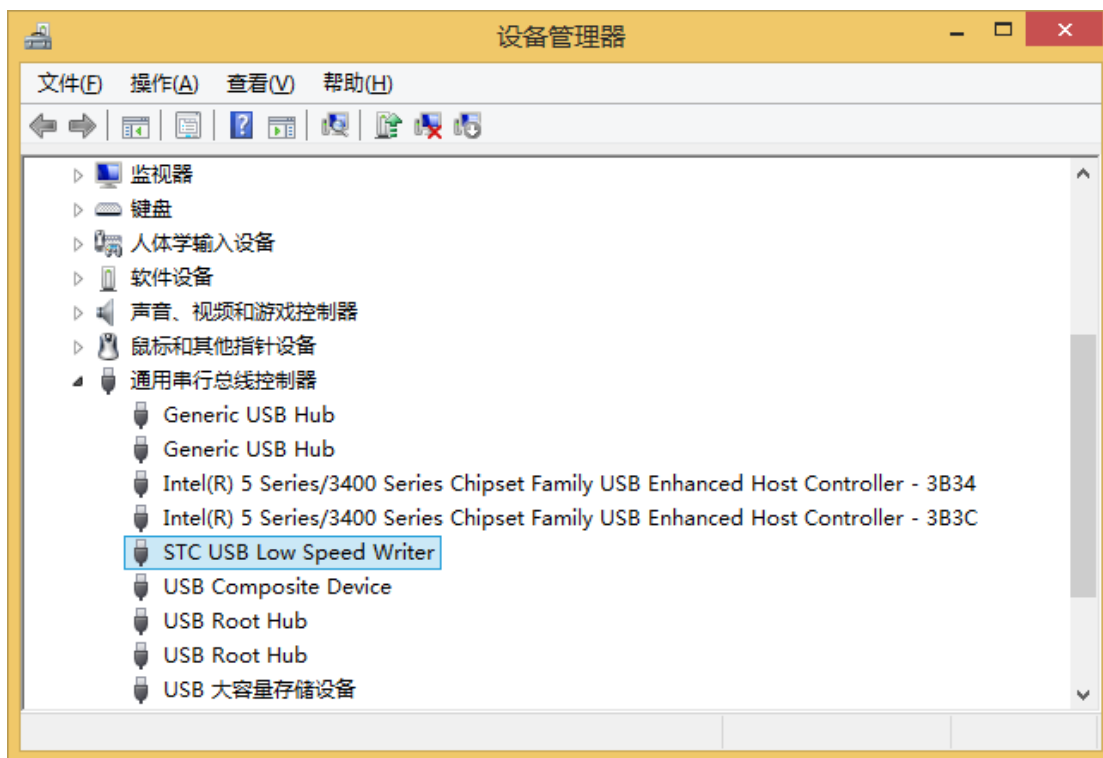 设备管理器
文件(F) 操作(A) 查看(V) 帮助(H)
监视器
键盘
人体学输入设备
软件设备
声音、视频和游戏控制器
鼠标和其他指针设备
通用串行总线控制器
Generic USB Hub
Generic USB Hub
Intel(R) 5 Series/3400 Series Chipset Family USB Enhanced Host Controller - 3B34
Intel(R) 5 Series/3400 Series Chipset Family USB Enhanced Host Controller - 3B3C
STC USB Low Speed Writer
USB Composite Device
USB Root Hub
USB Root Hub
USB 大容量存储设备